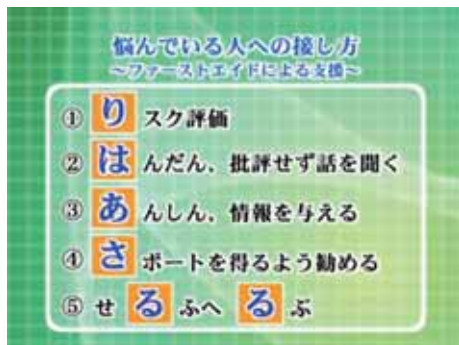 悩んでいる人への接し方
～ファーストエイドによる支援～
① りスク評価
② はんだん、批評せず話を聞く
③ あんしん、情報を与える
④ さポートを得るよう勧める
⑤ せるふへるぷ